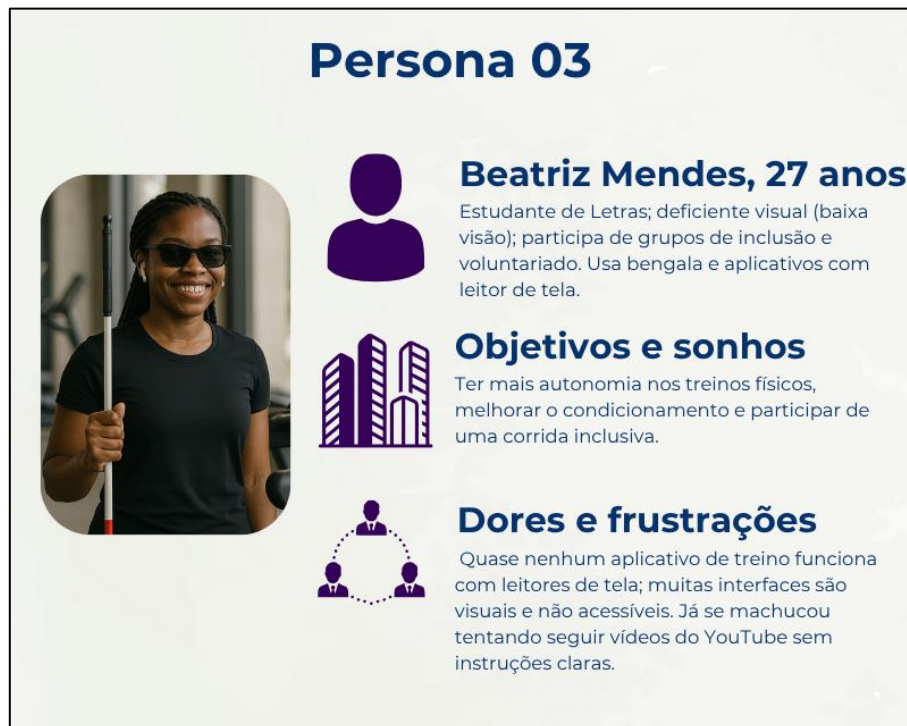 Persona 03
Beatriz Mendes, 27 anos
Estudante de Letras; deficiente visual (baixa
visão); participa de grupos de inclusão e
voluntariado. Usa bengala e aplicativos com
leitor de tela.
Objetivos e sonhos
Ter mais autonomia nos treinos físicos,
melhorar o condicionamento e participar de
uma corrida inclusiva.
Dores e frustrações
Quase nenhum aplicativo de treino funciona
com leitores de tela; muitas interfaces são
visuais e não acessíveis. Já se machucou
tentando seguir vídeos do YouTube sem
instruções claras.